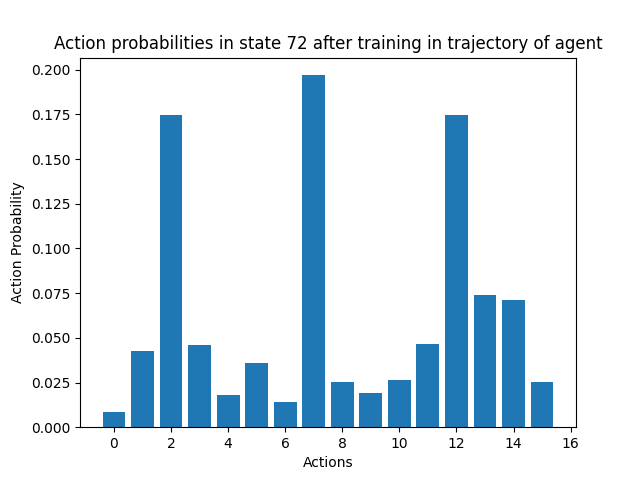 Action probabilities in state 72 after training in trajectory of agent
0.200
0.175
0.150
0.125
0.100
0.075
0.050
0.025
0.000
Action Probability
0 2 4 6 8 10 12 14 16
Actions